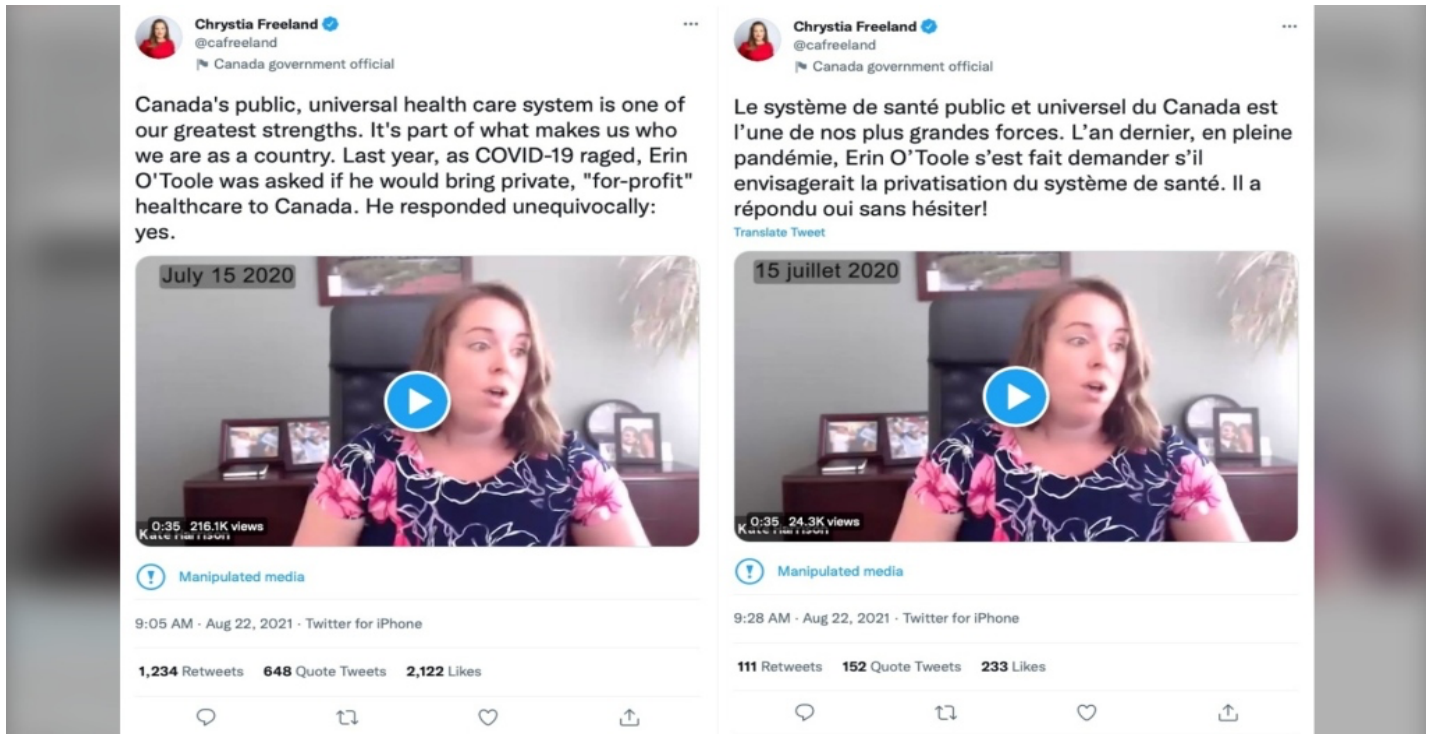 Chrystia Freeland
@cafreeland
Canada government official
Canada's public, universal health care system is one of
our greatest strengths. It's part of what makes us who
we are as a country. Last year, as COVID-19 raged, Erin
O'Toole was asked if he would bring private, "for-profit"
healthcare to Canada. He responded unequivocally:
yes.
July 15 2020
0:35 216.1K views
Kate Harrison
Manipulated media
9:05 AM · Aug 22, 2021 · Twitter for iPhone
1,234 Retweets 648 Quote Tweets 2,122 Likes
Chrystia Freeland
@cafreeland
Canada government official
Le système de santé public et universel du Canada est
l’une de nos plus grandes forces. L’an dernier, en pleine
pandémie, Erin O’Toole s’est fait demander s’il
envisagerait la privatisation du système de santé. Il a
répondu oui sans hésiter!
Translate Tweet
15 juillet 2020
0:35 24.3K views
Kate Harrison
Manipulated media
9:28 AM · Aug 22, 2021 · Twitter for iPhone
111 Retweets 152 Quote Tweets 233 Likes